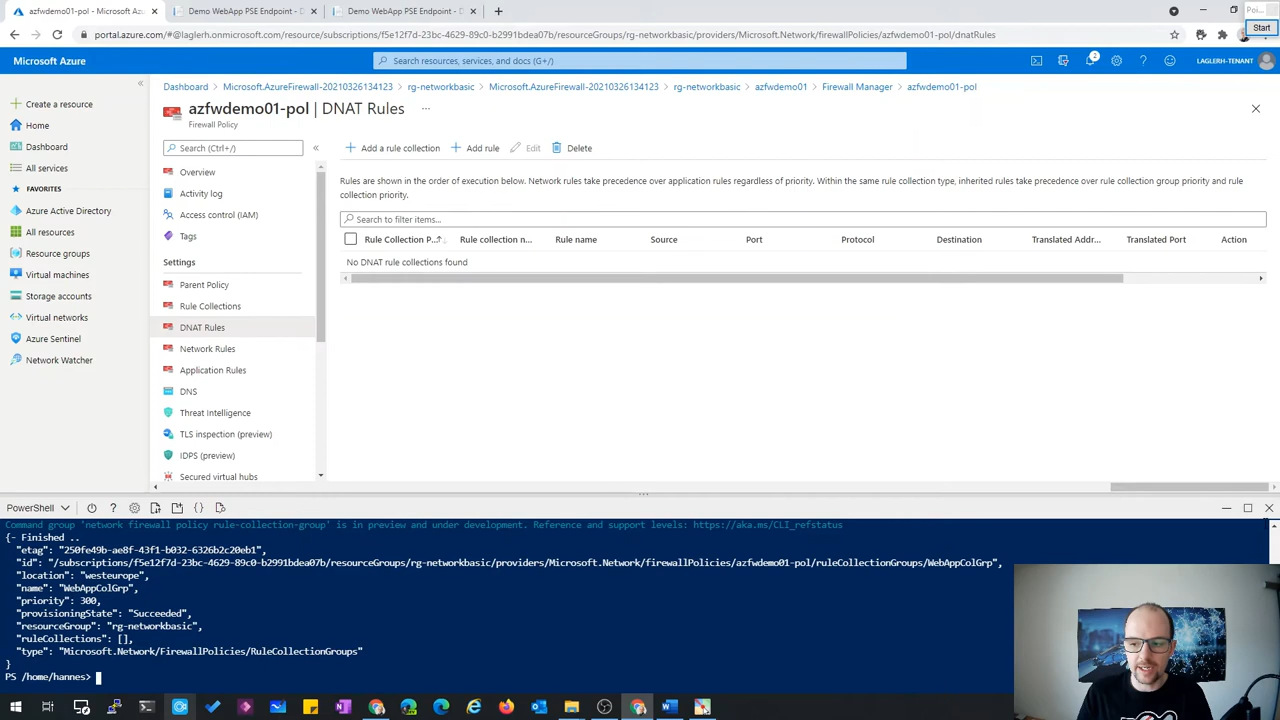 azfwdemo01-pol - Microsoft Azu
Demo WebApp PSE Endpoint -
Demo WebApp PSE Endpoint -
Poi...
Start
portal.azure.com/#@laglerh.onmicrosoft.com/resource/subscriptions/f5e12f7d-23bc-4629-89c0-b2991bdea07b/resourceGroups/rg-networkbasic/providers/Microsoft.Network/firewallPolicies/azfwdemo01-pol/dnatRules
Microsoft Azure
Search resources, services, and docs (G+/)
2
LAGLERH-TENANT
Create a resource
Home
Dashboard
All services
FAVORITES
Azure Active Directory
All resources
Resource groups
Virtual machines
Storage accounts
Virtual networks
Azure Sentinel
Network Watcher
Dashboard > Microsoft.AzureFirewall-20210326134123 > rg-networkbasic > Microsoft.AzureFirewall-20210326134123 > rg-networkbasic > azfwdemo01 > Firewall Manager > azfwdemo01-pol
azfwdemo01-pol | DNAT Rules ...
Firewall Policy
Search (Ctrl+/)
Overview
Activity log
Access control (IAM)
Tags
Settings
Parent Policy
Rule Collections
DNAT Rules
Network Rules
Application Rules
DNS
Threat Intelligence
TLS inspection (preview)
IDPS (preview)
Secured virtual hubs
Add a rule collection Add rule Edit Delete
Rules are shown in the order of execution below. Network rules take precedence over application rules regardless of priority. Within the same rule collection type, inherited rules take precedence over rule collection group priority and rule
collection priority.
Search to filter items...
Rule Collection P...↑ Rule collection n... Rule name Source Port Protocol Destination Translated Addr... Translated Port Action
No DNAT rule collections found
PowerShell
Command group 'network firewall policy rule-collection-group' is in preview and under development. Reference and support levels: https://aka.ms/CLI_refstatus
{- Finished ..
"etag": "250fe49b-ae8f-43f1-b032-6326b2c20eb1",
"id": "/subscriptions/f5e12f7d-23bc-4629-89c0-b2991bdea07b/resourceGroups/rg-networkbasic/providers/Microsoft.Network/firewallPolicies/azfwdemo01-pol/ruleCollectionGroups/WebAppColGrp",
"location": "westeurope",
"name": "WebAppColGrp",
"priority": 300,
"provisioningState": "Succeeded",
"resourceGroup": "rg-networkbasic",
"ruleCollections": [],
"type": "Microsoft.Network/FirewallPolicies/RuleCollectionGroups"
}
PS /home/hannes>